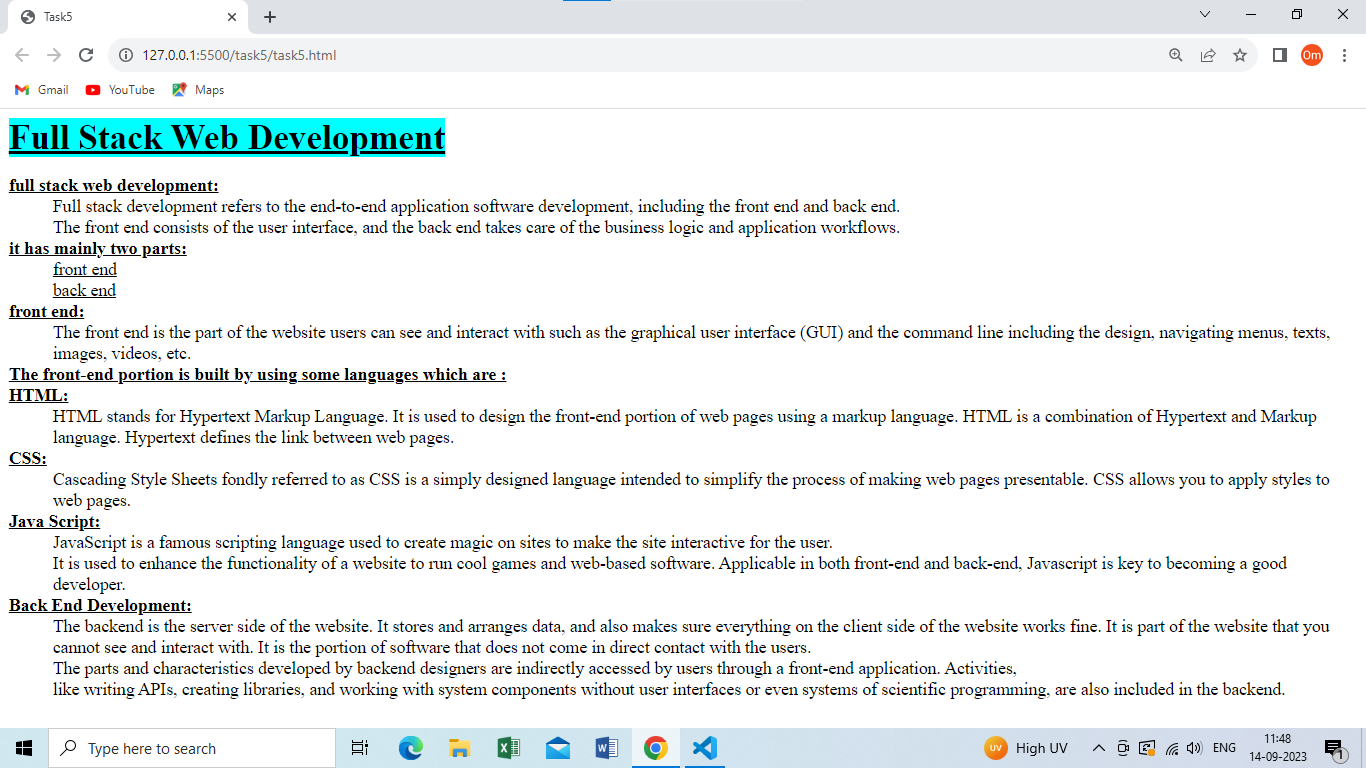 Task5
127.0.0.1:5500/task5/task5.html
Om
Gmail
YouTube
Maps
Full Stack Web Development
full stack web development:
Full stack development refers to the end-to-end application software development, including the front end and back end.
The front end consists of the user interface, and the back end takes care of the business logic and application workflows.
it has mainly two parts:
front end
back end
front end:
The front end is the part of the website users can see and interact with such as the graphical user interface (GUI) and the command line including the design, navigating menus, texts,
images, videos, etc.
The front-end portion is built by using some languages which are :
HTML:
HTML stands for Hypertext Markup Language. It is used to design the front-end portion of web pages using a markup language. HTML is a combination of Hypertext and Markup
language. Hypertext defines the link between web pages.
CSS:
Cascading Style Sheets fondly referred to as CSS is a simply designed language intended to simplify the process of making web pages presentable. CSS allows you to apply styles to
web pages.
Java Script:
JavaScript is a famous scripting language used to create magic on sites to make the site interactive for the user.
It is used to enhance the functionality of a website to run cool games and web-based software. Applicable in both front-end and back-end, Javascript is key to becoming a good
developer.
Back End Development:
The backend is the server side of the website. It stores and arranges data, and also makes sure everything on the client side of the website works fine. It is part of the website that you
cannot see and interact with. It is the portion of software that does not come in direct contact with the users.
The parts and characteristics developed by backend designers are indirectly accessed by users through a front-end application. Activities,
like writing APIs, creating libraries, and working with system components without user interfaces or even systems of scientific programming, are also included in the backend.
Type here to search
UV
High UV
ENG
11:48
14-09-2023
1